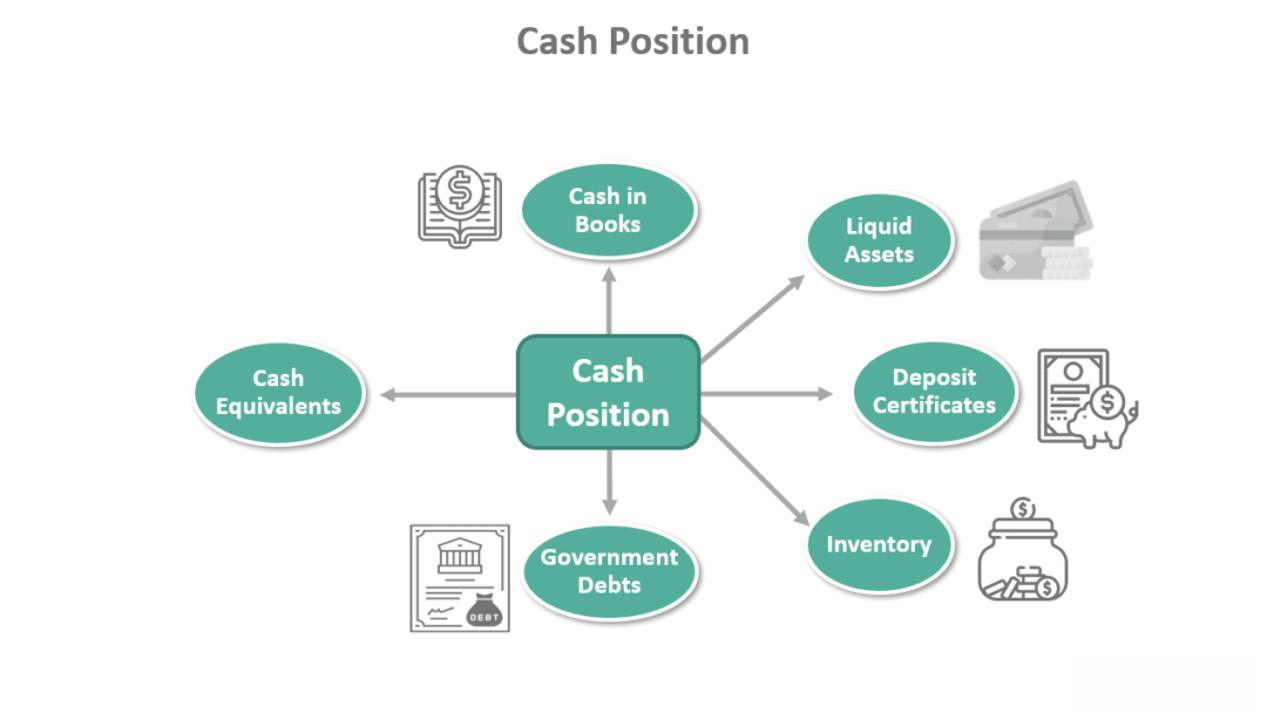 Cash Position
Cash in
Books
Liquid
Assets
Cash
Equivalents
Cash
Position
Deposit
Certificates
Government
Debts
Inventory
DEBT
$
$
$
$